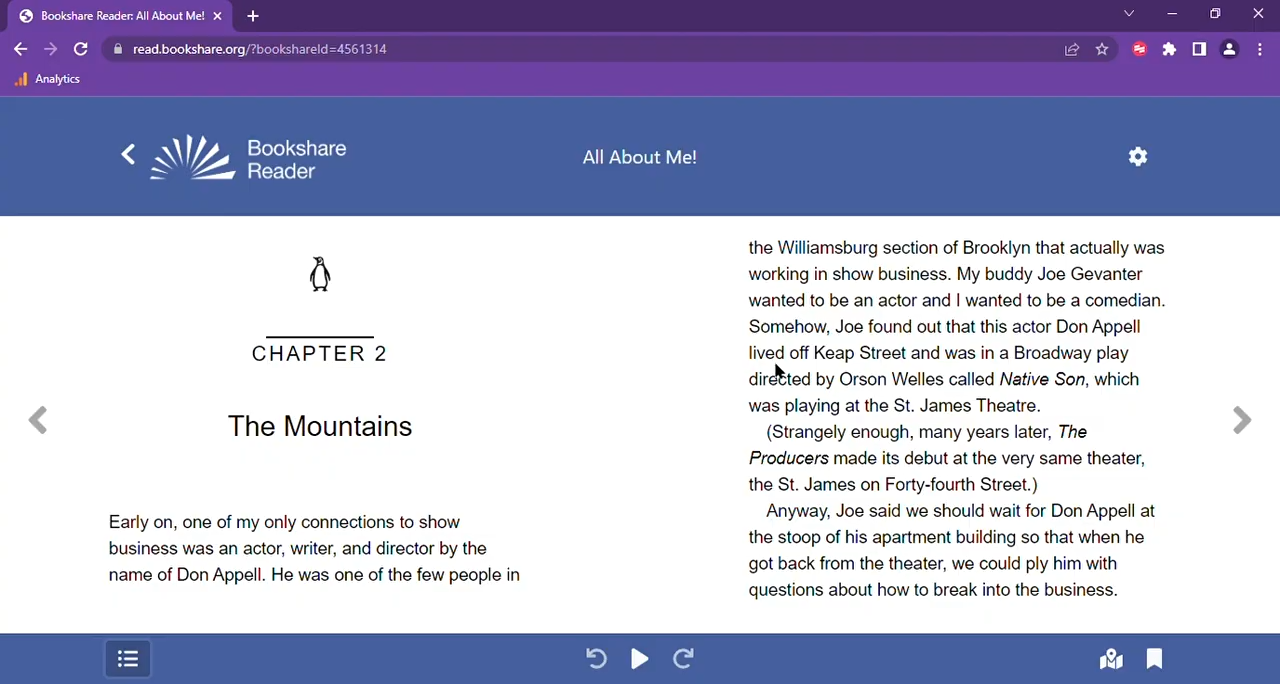 Bookshare Reader: All About Me!
read.bookshare.org/?bookshareId=4561314
Analytics
Bookshare
Reader
All About Me!
CHAPTER 2
The Mountains
Early on, one of my only connections to show
business was an actor, writer, and director by the
name of Don Appell. He was one of the few people in
the Williamsburg section of Brooklyn that actually was
working in show business. My buddy Joe Gevanter
wanted to be an actor and I wanted to be a comedian.
Somehow, Joe found out that this actor Don Appell
lived off Keap Street and was in a Broadway play
directed by Orson Welles called Native Son, which
was playing at the St. James Theatre.
(Strangely enough, many years later, The
Producers made its debut at the very same theater,
the St. James on Forty-fourth Street.)
Anyway, Joe said we should wait for Don Appell at
the stoop of his apartment building so that when he
got back from the theater, we could ply him with
questions about how to break into the business.